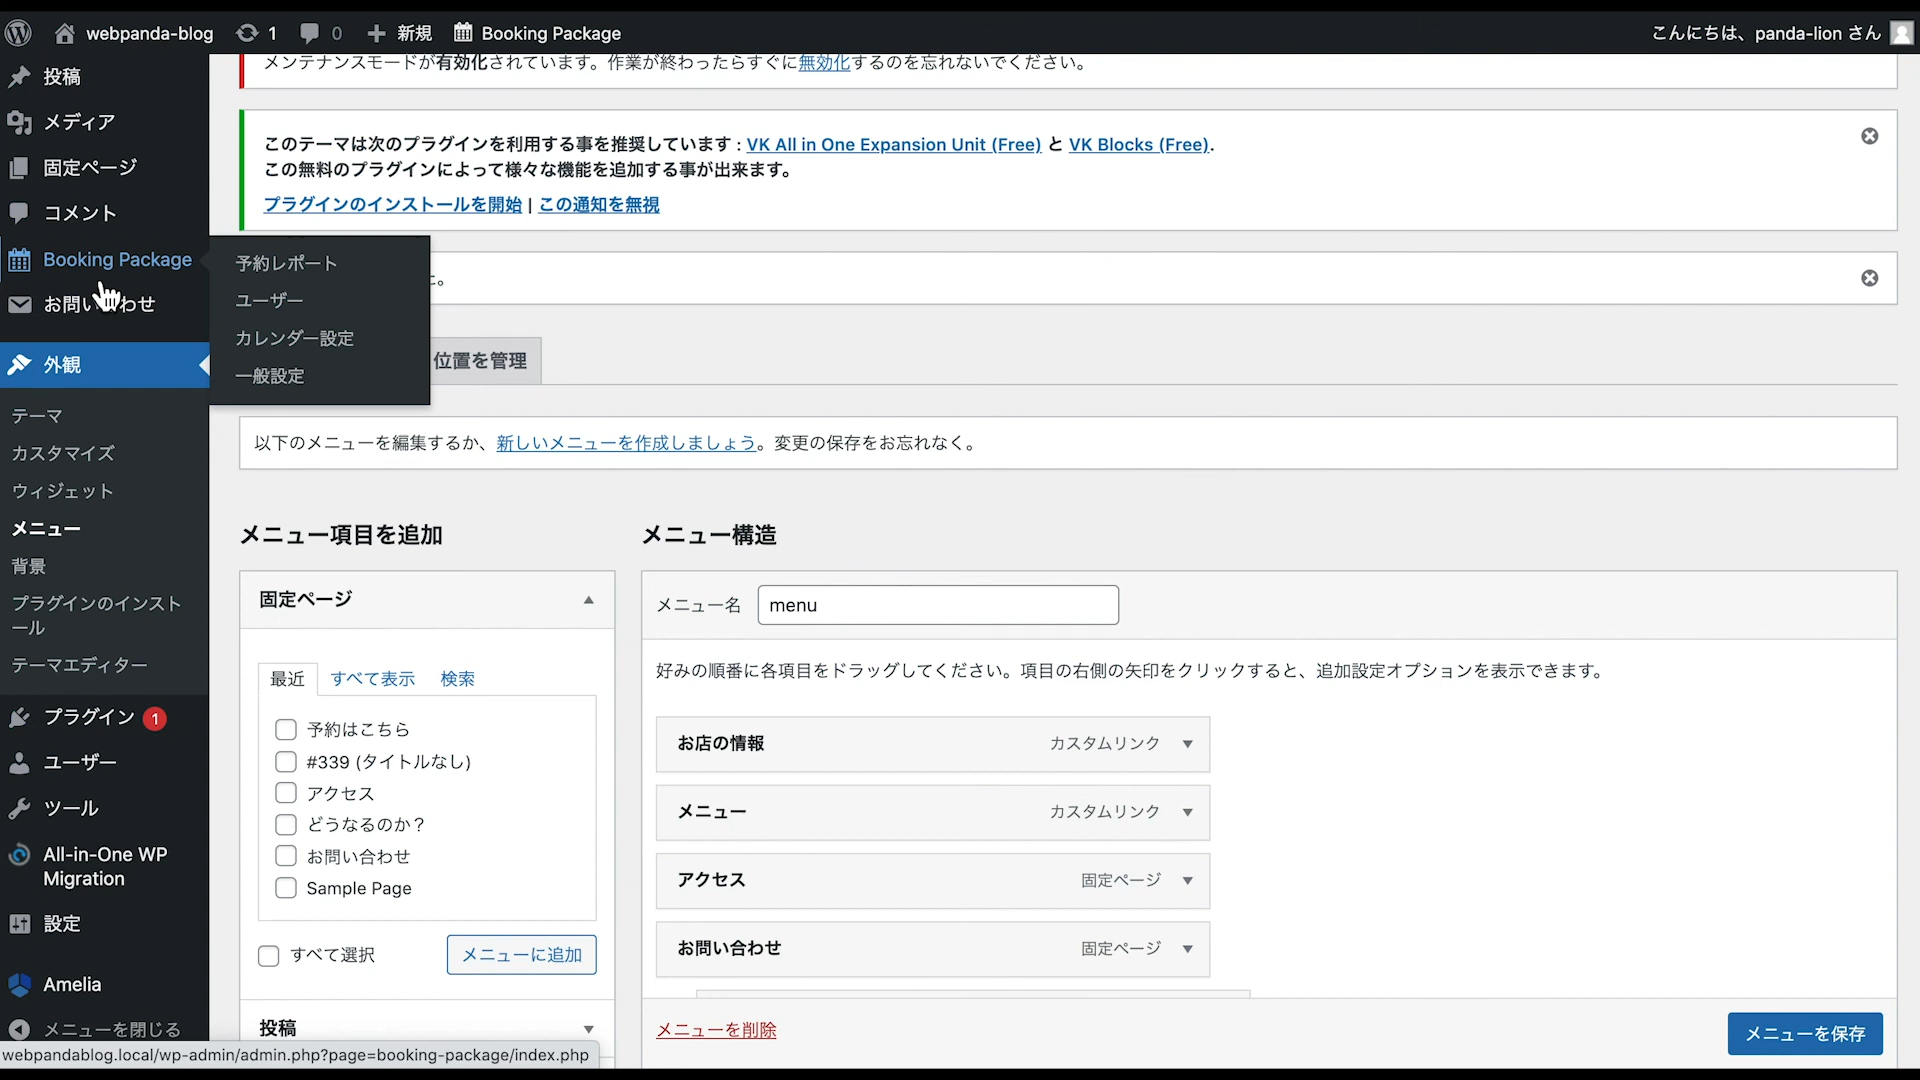 webpanda-blog 1 0 新規 Booking Package こんにちは、panda-lion さん
投稿
メディア
固定ページ
コメント
Booking Package
お問い わせ
外観
テーマ
カスタマイズ
ウィジェット
メニュー
背景
プラグインのインスト
ール
テーマエディター
プラグイン 1
ユーザー
ツール
All-in-One WP
Migration
設定
Amelia
メニューを閉じる
webpandablog.local/wp-admin/admin.php?page=booking-package/index.php
予約レポート
ユーザー
カレンダー設定
一般設定
メンテナンスモードが有効化されています。作業が終わったらすぐに無効化するのを忘れないでください。
このテーマは次のプラグインを利用する事を推奨しています : VK All in One Expansion Unit (Free) と VK Blocks (Free).
この無料のプラグインによって様々な機能を追加する事が出来ます。
プラグインのインストールを開始 | この通知を無視
た。
位置を管理
以下のメニューを編集するか、新しいメニューを作成しましょう。変更の保存をお忘れなく。
メニュー項目を追加
固定ページ
最近 すべて表示 検索
予約はこちら
#339 (タイトルなし)
アクセス
どうなるのか？
お問い合わせ
Sample Page
すべて選択 メニューに追加
投稿
メニュー構造
メニュー名 menu
好みの順番に各項目をドラッグしてください。項目の右側の矢印をクリックすると、追加設定オプションを表示できます。
お店の情報 カスタムリンク
メニュー カスタムリンク
アクセス 固定ページ
お問い合わせ 固定ページ
メニューを削除 メニューを保存